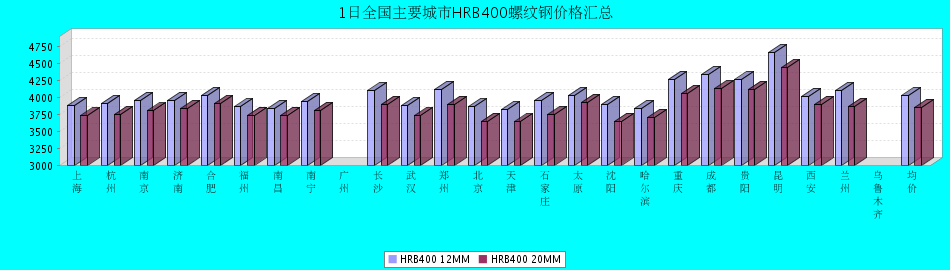 1日全国主要城市HRB400螺纹钢价格汇总
4750
4500
4250
4000
3750
3500
3250
3000
上海
杭州
南京
济南
合肥
福州
南昌
南宁
广州
长沙
武汉
郑州
北京
天津
石家庄
太原
沈阳
哈尔滨
重庆
成都
贵阳
昆明
西安
兰州
乌鲁木齐
均价
HRB400 12MM
HRB400 20MM